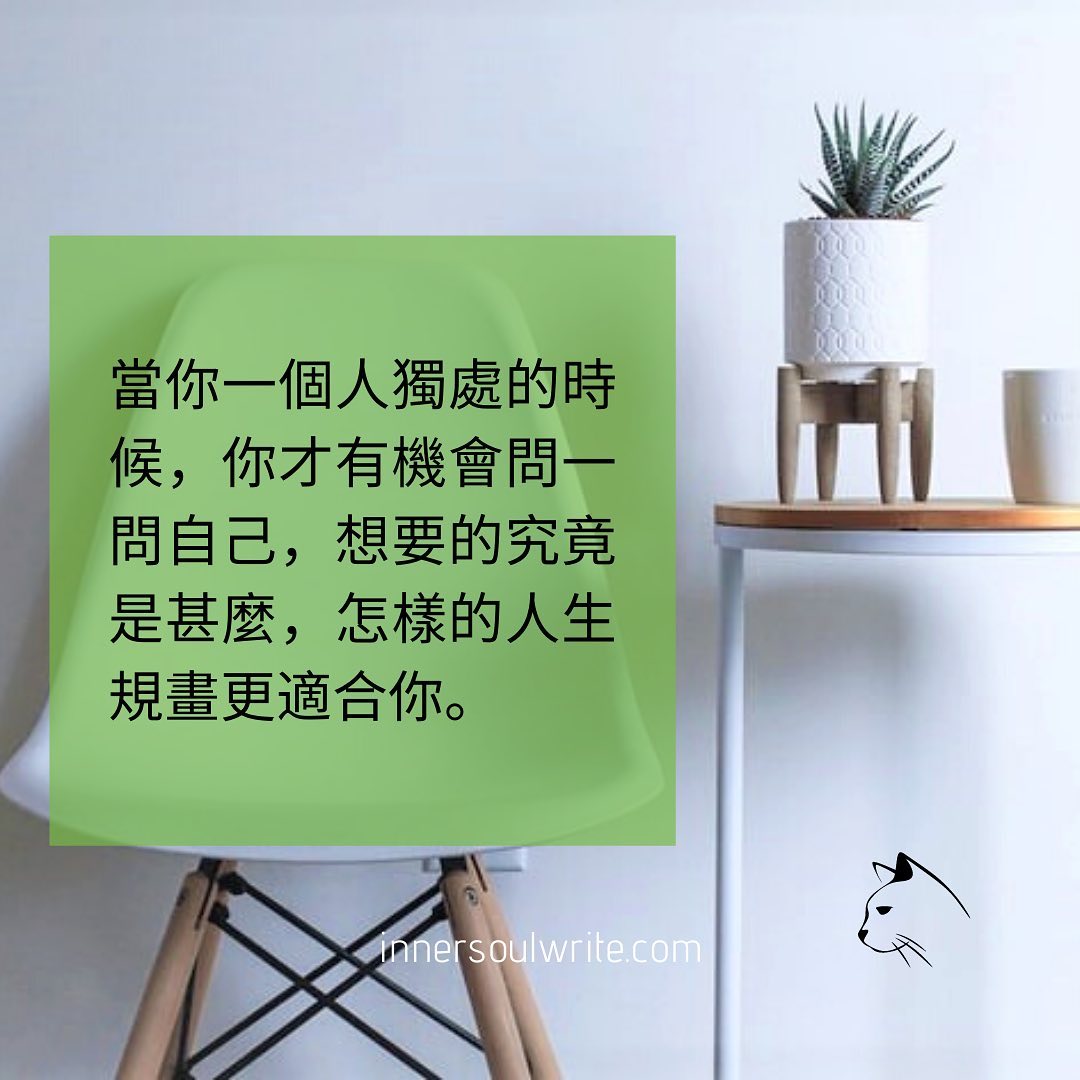 當你一個人獨處的時
候，你才有機會問一
問自己，想要的究竟
是甚麼，怎樣的人生
規畫更適合你。
innersoulwrite.com